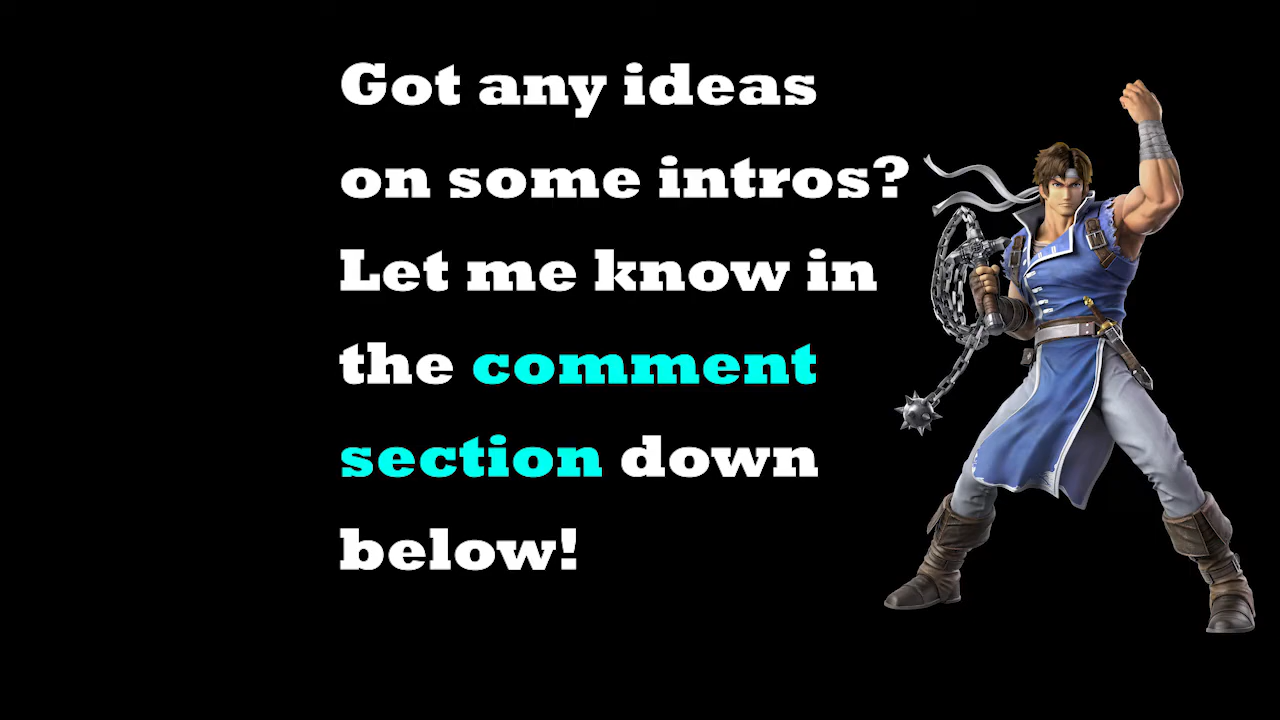 Got any ideas
on some intros?
Let me know in
the comment
section down
below!